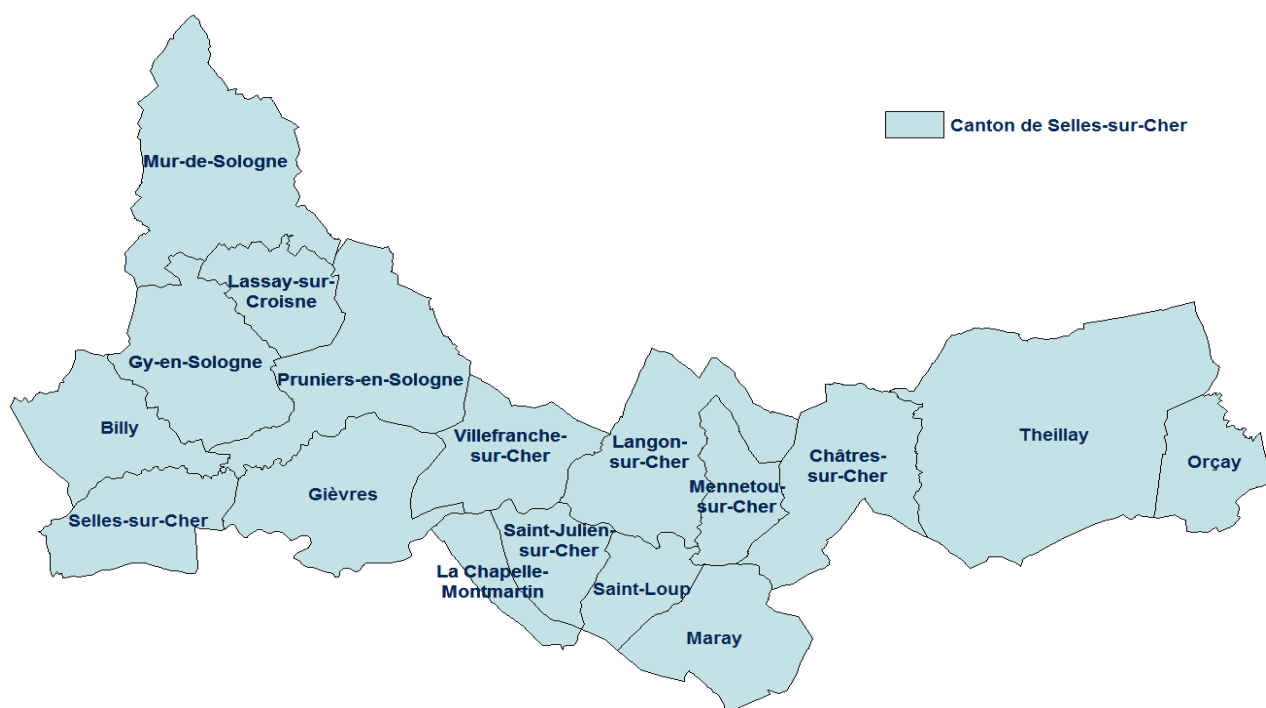 Canton de Selles-sur-Cher
Mur-de-Sologne
Lassay-sur-
Croisne
Gy-en-Sologne
Pruniers-en-Sologne
Billy
Villefranche-
sur-Cher
Langon-
sur-Cher
Châtres-
sur-Cher
Theillay
Orçay
Mennetou-
sur-Cher
Gièvres
Selles-sur-Cher
Saint-Julien-
sur-Cher
La Chapelle-
Montmartin
Saint-Loup
Maray